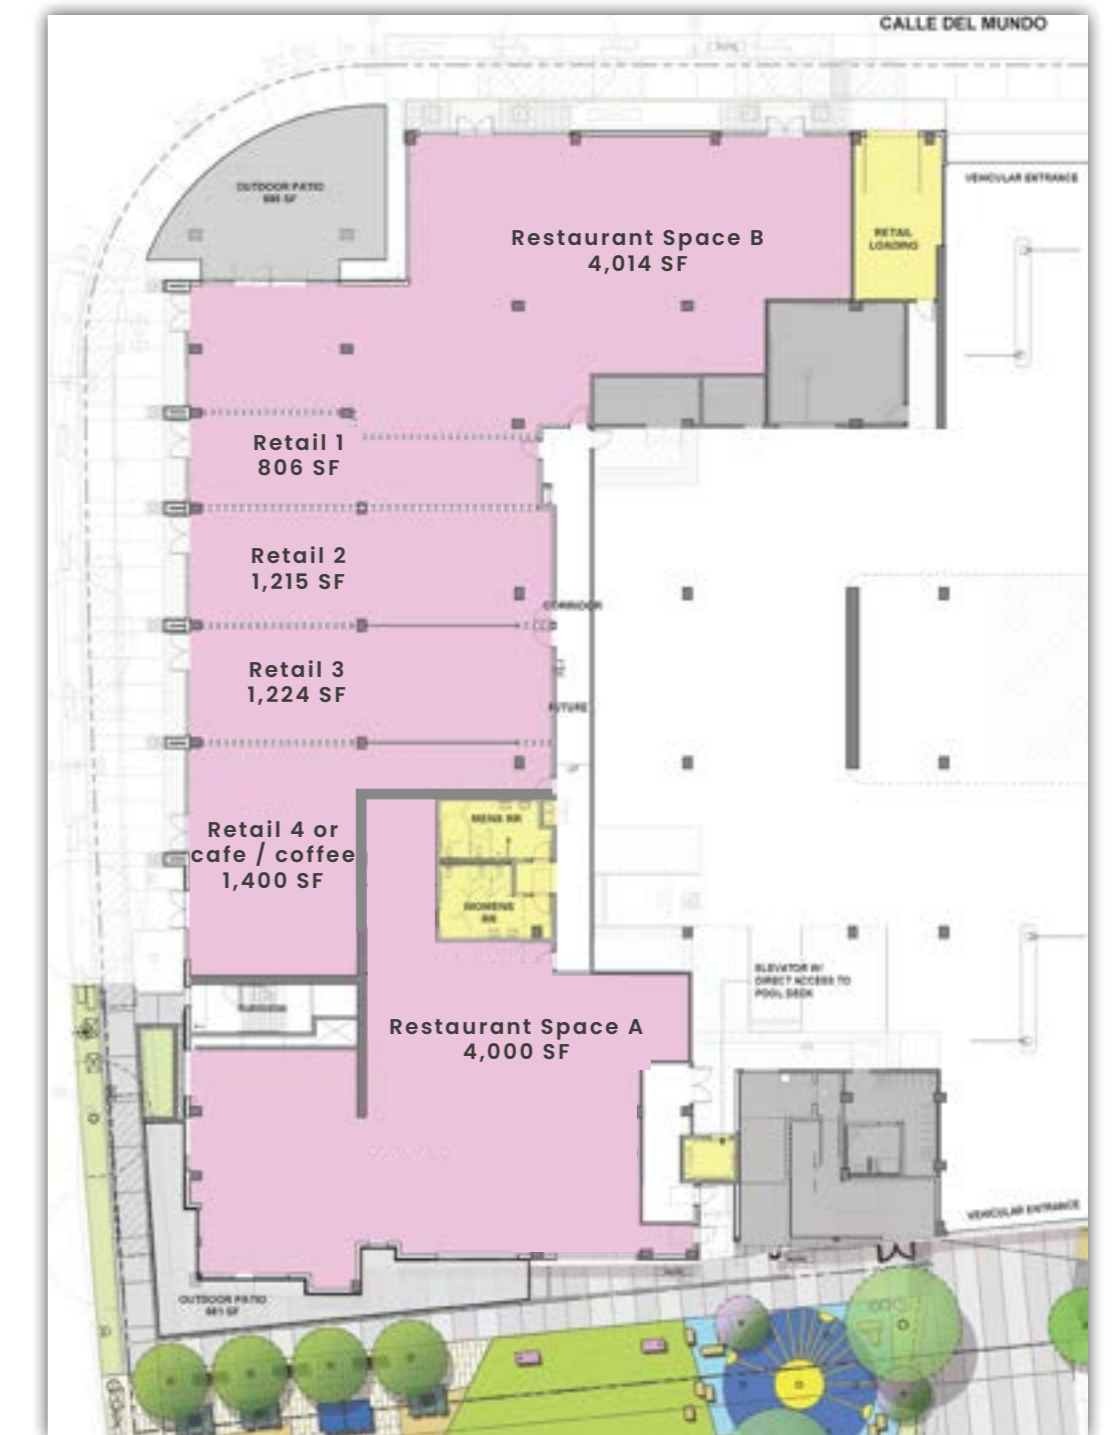 CALLE DEL MUNDO
VEHICULAR ENTRANCE
OUTDOOR PATIO
Restaurant Space B
4,014 SF
RETAIL
LOADING
Retail 1
806 SF
Retail 2
1,215 SF
CORRIDOR
Retail 3
1,224 SF
FUTURE
MENS RR
Retail 4 or
cafe / coffee
1,400 SF
WOMENS
RR
ELEVATOR W/
DIRECT ACCESS TO
POOL DECK
Restaurant Space A
4,000 SF
VEHICULAR ENTRANCE
OUTDOOR PATIO